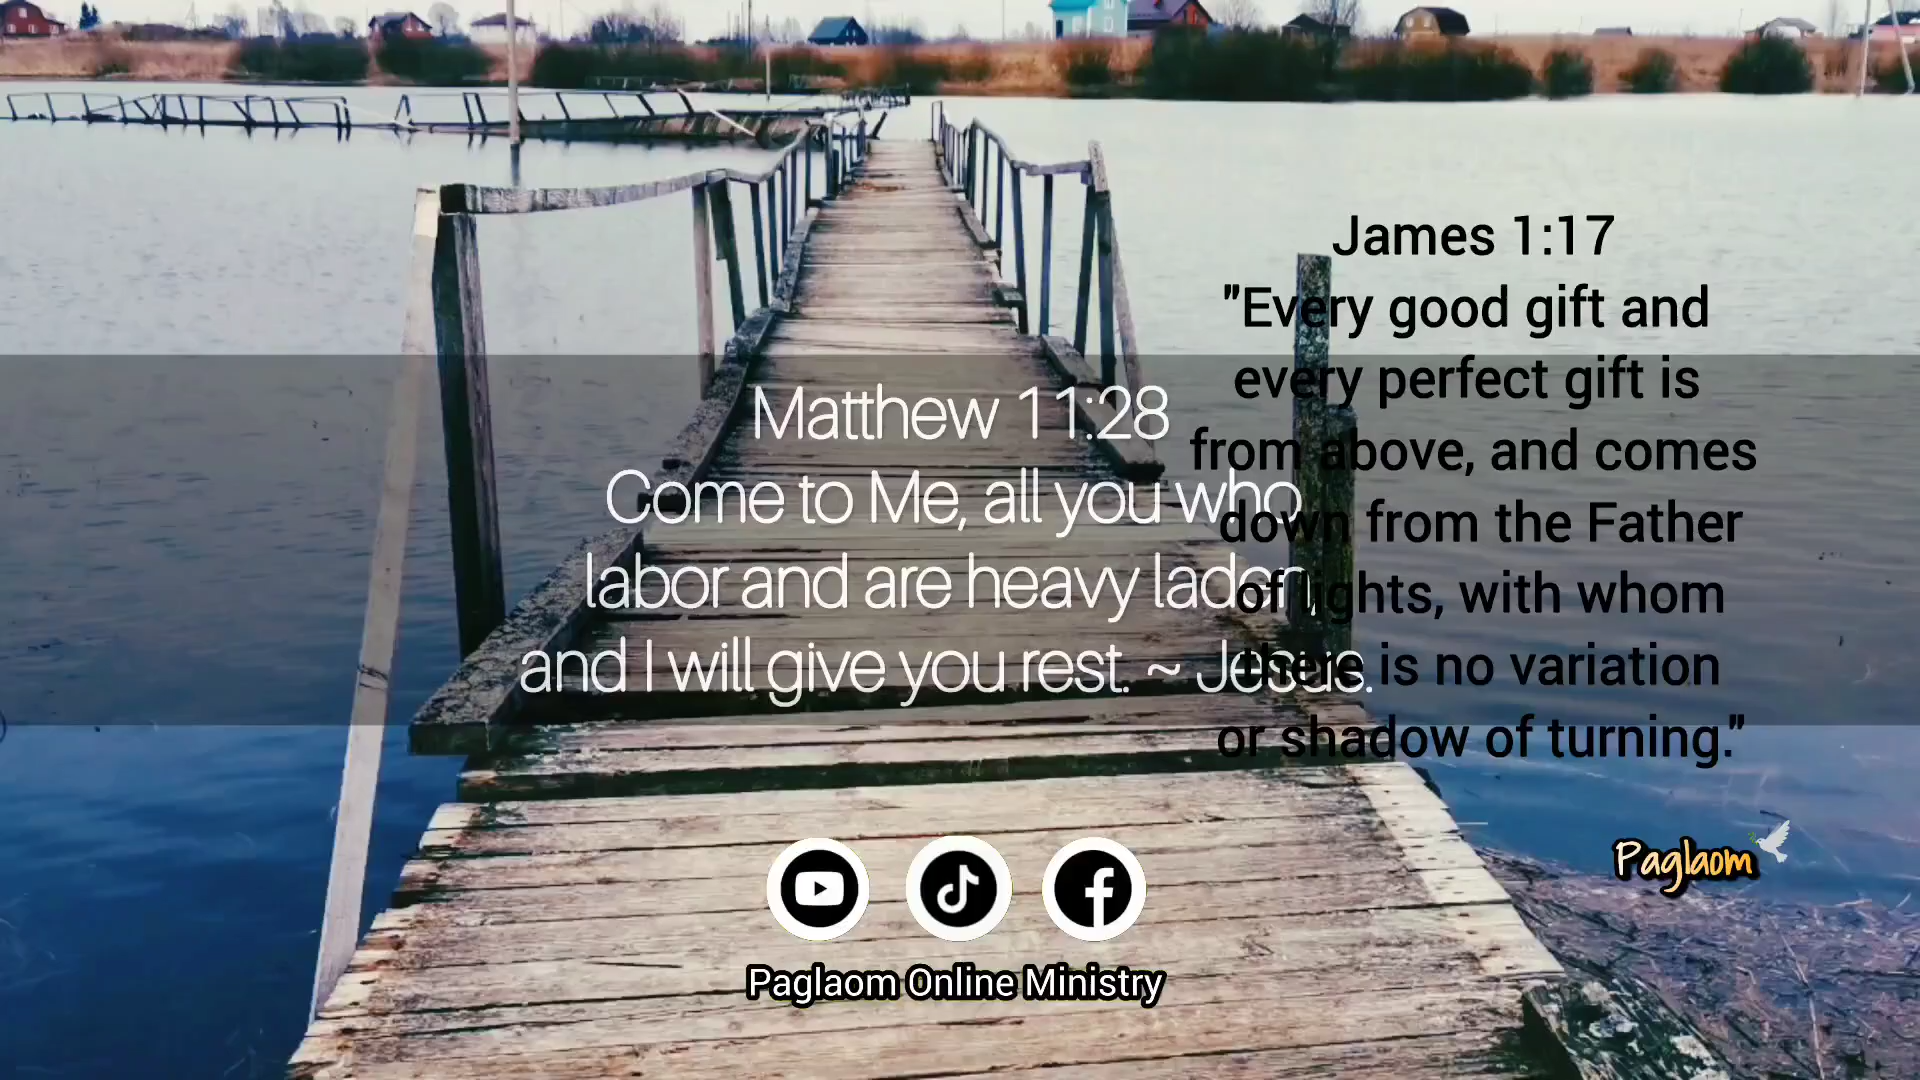 James 1:17
"Every good gift and
every perfect gift is
from above, and comes
down from the Father
of lights, with whom
there is no variation
or shadow of turning."
Matthew 11:28
Come to Me, all you who
labor and are heavy laden,
and I will give you rest. ~ Jesus.
Paglaom
Paglaom Online Ministry